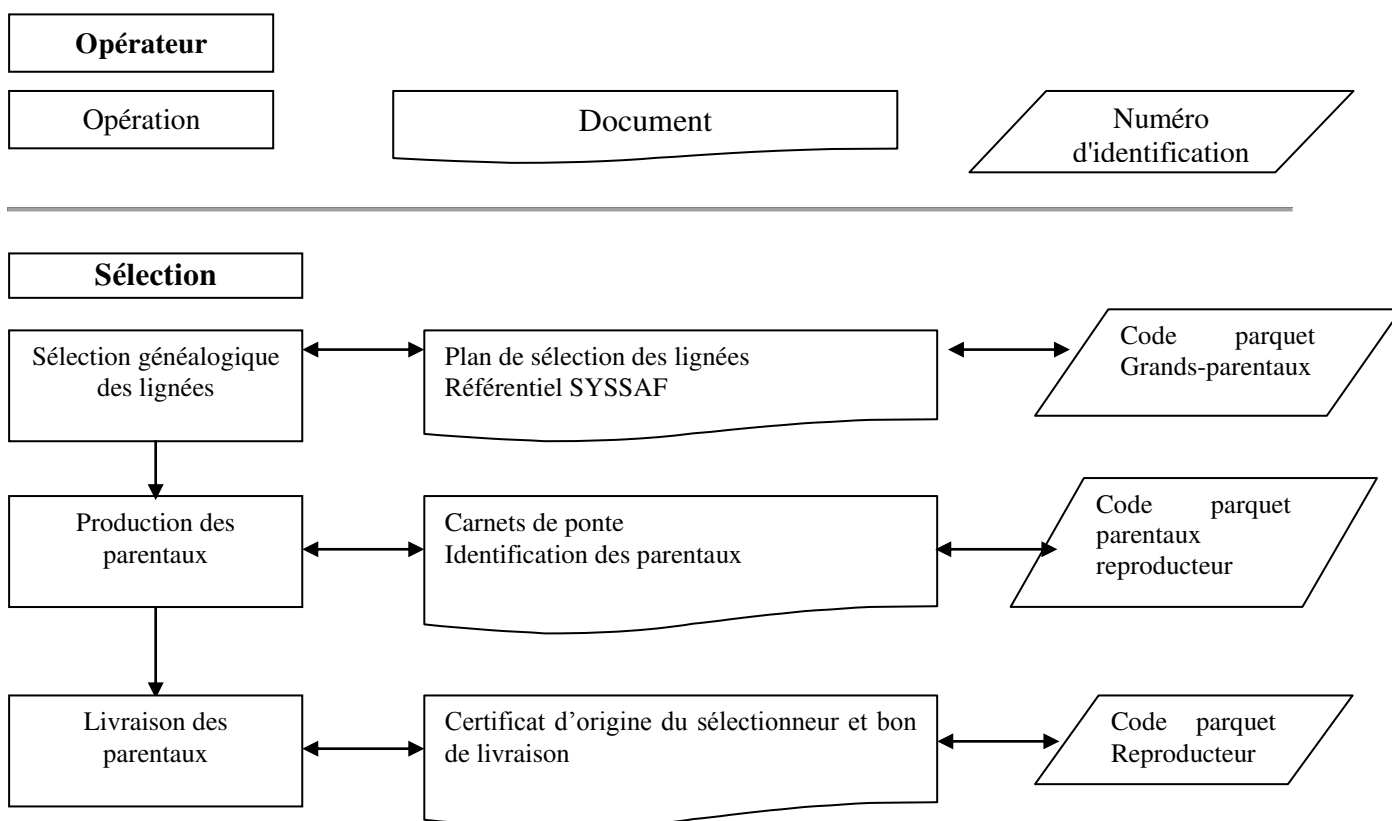 Opérateur
Opération
Document
Numéro
d'identification
Sélection
Sélection généalogique
des lignées
Plan de sélection des lignées
Référentiel SYSSAF
Code parquet
Grands-parentaux
Production des
parentaux
Carnets de ponte
Identification des parentaux
Code parquet
parentaux
reproducteur
Livraison des
parentaux
Certificat d’origine du sélectionneur et bon
de livraison
Code parquet
Reproducteur